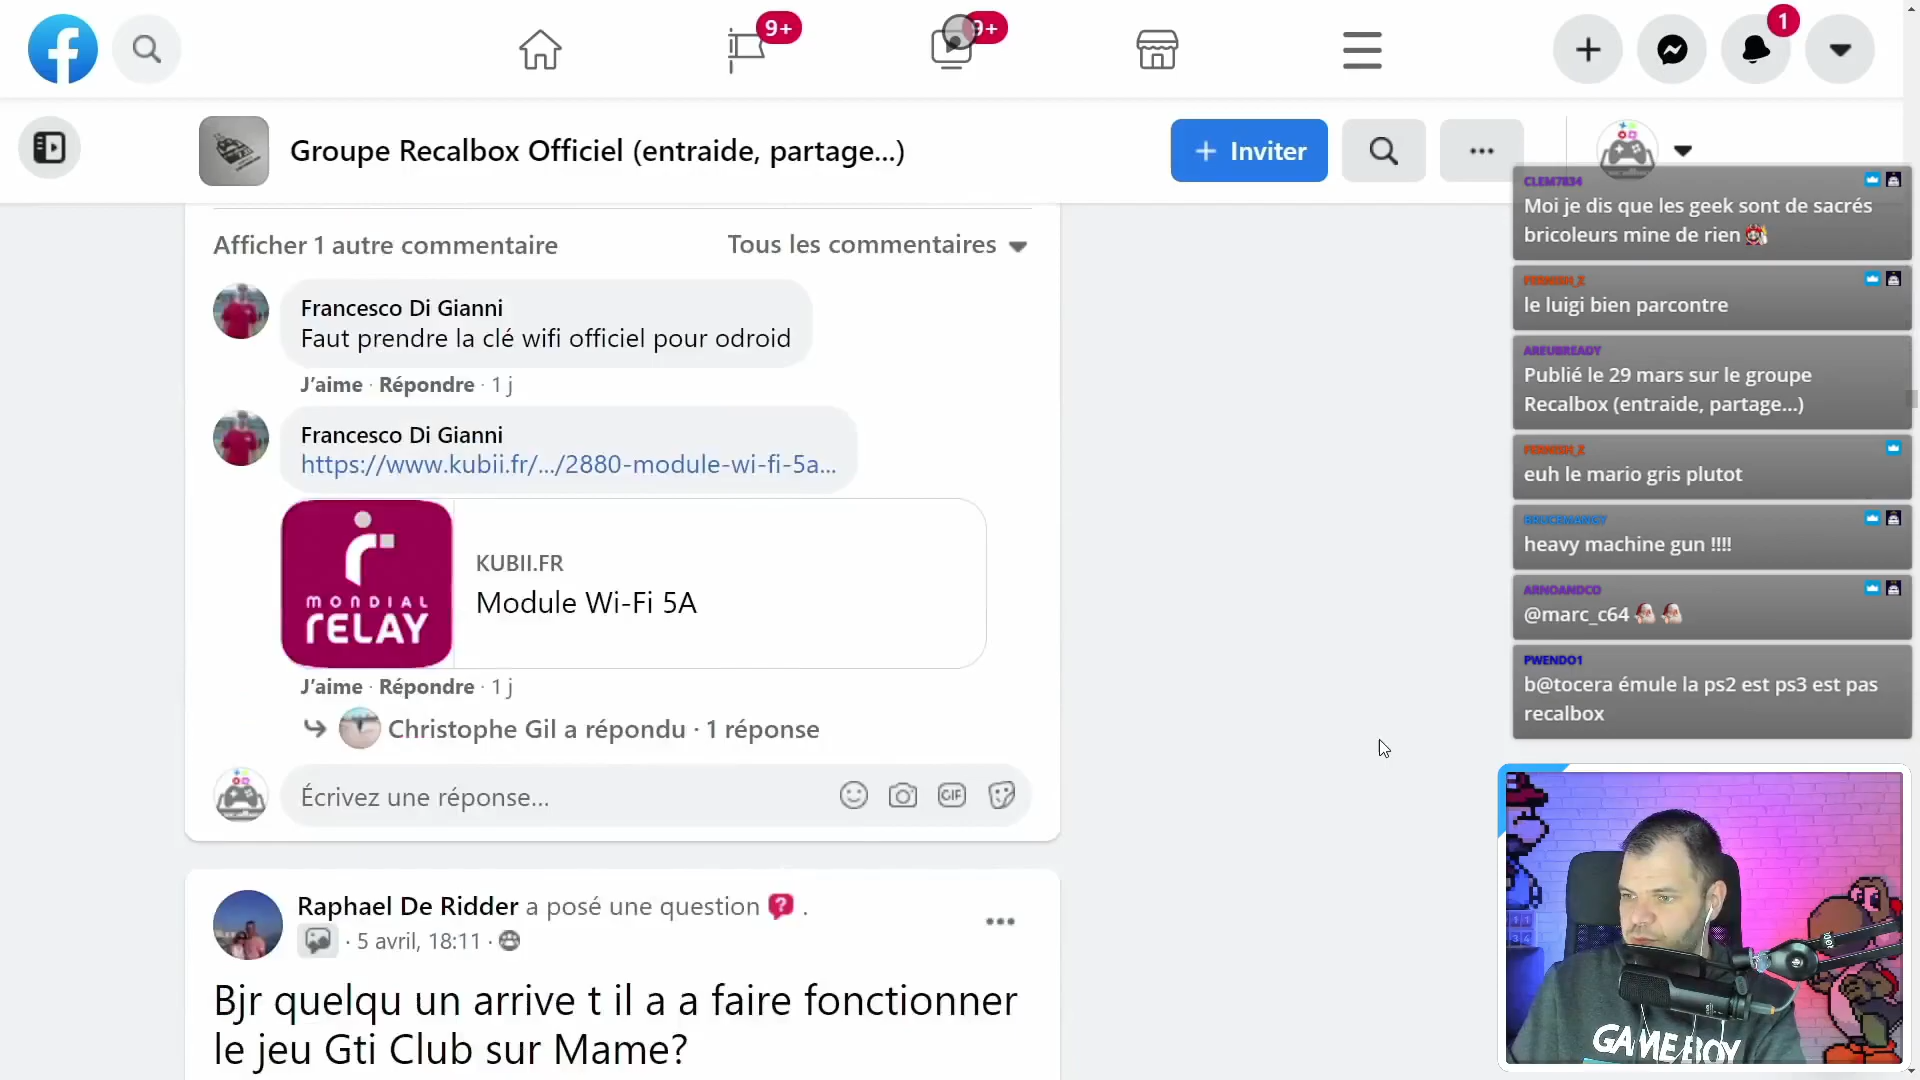 9+
9+
1
Groupe Recalbox Officiel (entraide, partage...)
+ Inviter
Afficher 1 autre commentaire
Tous les commentaires
Francesco Di Gianni
Faut prendre la clé wifi officiel pour odroid
J'aime · Répondre · 1 j
Francesco Di Gianni
https://www.kubii.fr/.../2880-module-wi-fi-5a...
MONDIAL
RELAY
KUBII.FR
Module Wi-Fi 5A
J'aime · Répondre · 1 j
Christophe Gil a répondu · 1 réponse
Écrivez une réponse...
GIF
Raphael De Ridder a posé une question .
· 5 avril, 18:11 ·
Bjr quelqu un arrive t il a a faire fonctionner
le jeu Gti Club sur Mame?
CLEM7834
Moi je dis que les geek sont de sacrés
bricoleurs mine de rien
le luigi bien parcontre
AREUBREADY
Publié le 29 mars sur le groupe
Recalbox (entraide, partage...)
euh le mario gris plutot
heavy machine gun !!!!
ARNOANDCO
@marc_c64
PWENDO1
b@tocera émule la ps2 est ps3 est pas
recalbox
GAMEBOY